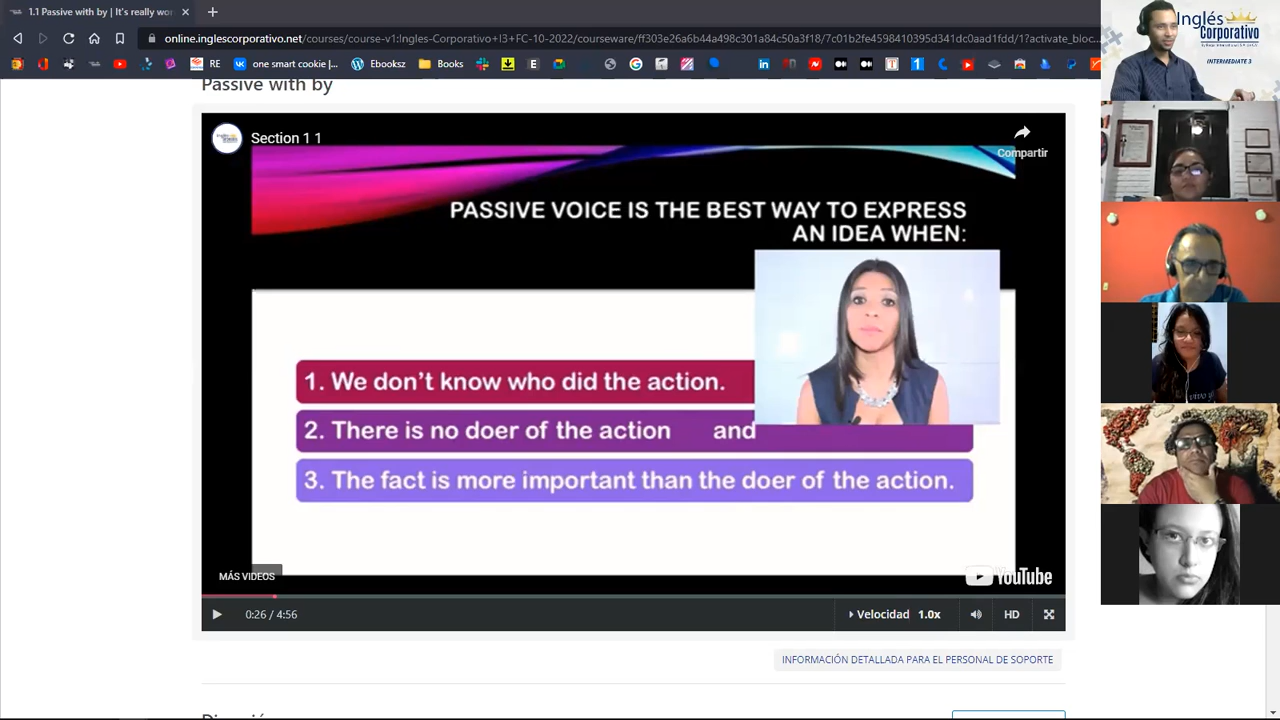 1.1 Passive with by | It's really wo
online.inglescorporativo.net/courses/course-v1:Ingles-Corporativo+I3+FC-10-2022/courseware/ff303e26a6b44a498c301a84c50a3f18/7c01b2fe4598410395d341dc0aad1fdd/1?activate_bloc
RE
one smart cookie |...
Ebooks
Books
Passive with by
Section 1 1
Compartir
PASSIVE VOICE IS THE BEST WAY TO EXPRESS
AN IDEA WHEN:
1. We don't know who did the action.
2. There is no doer of the action and
3. The fact is more important than the doer of the action.
MÁS VIDEOS
YouTube
0:26 / 4:56
Velocidad 1.0x
HD
INFORMACIÓN DETALLADA PARA EL PERSONAL DE SOPORTE
Inglés
Corporativo
INTERMEDIATE 3